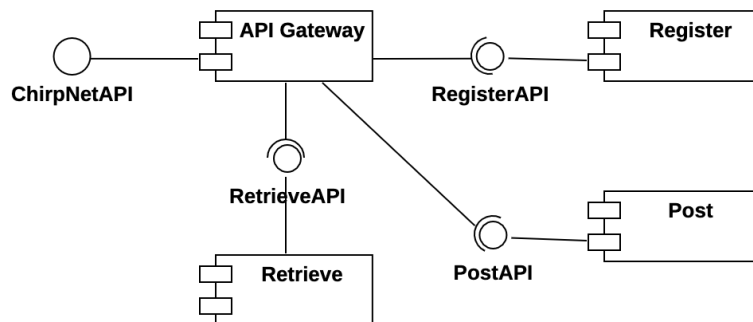 API Gateway
Register
ChirpNetAPI
RegisterAPI
RetrieveAPI
Post
Retrieve
PostAPI